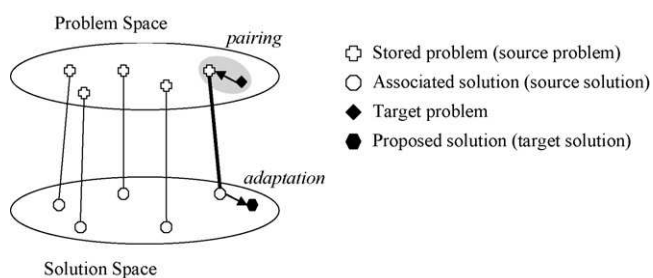 Problem Space
pairing
Stored problem (source problem)
Associated solution (source solution)
Target problem
Proposed solution (target solution)
adaptation
Solution Space